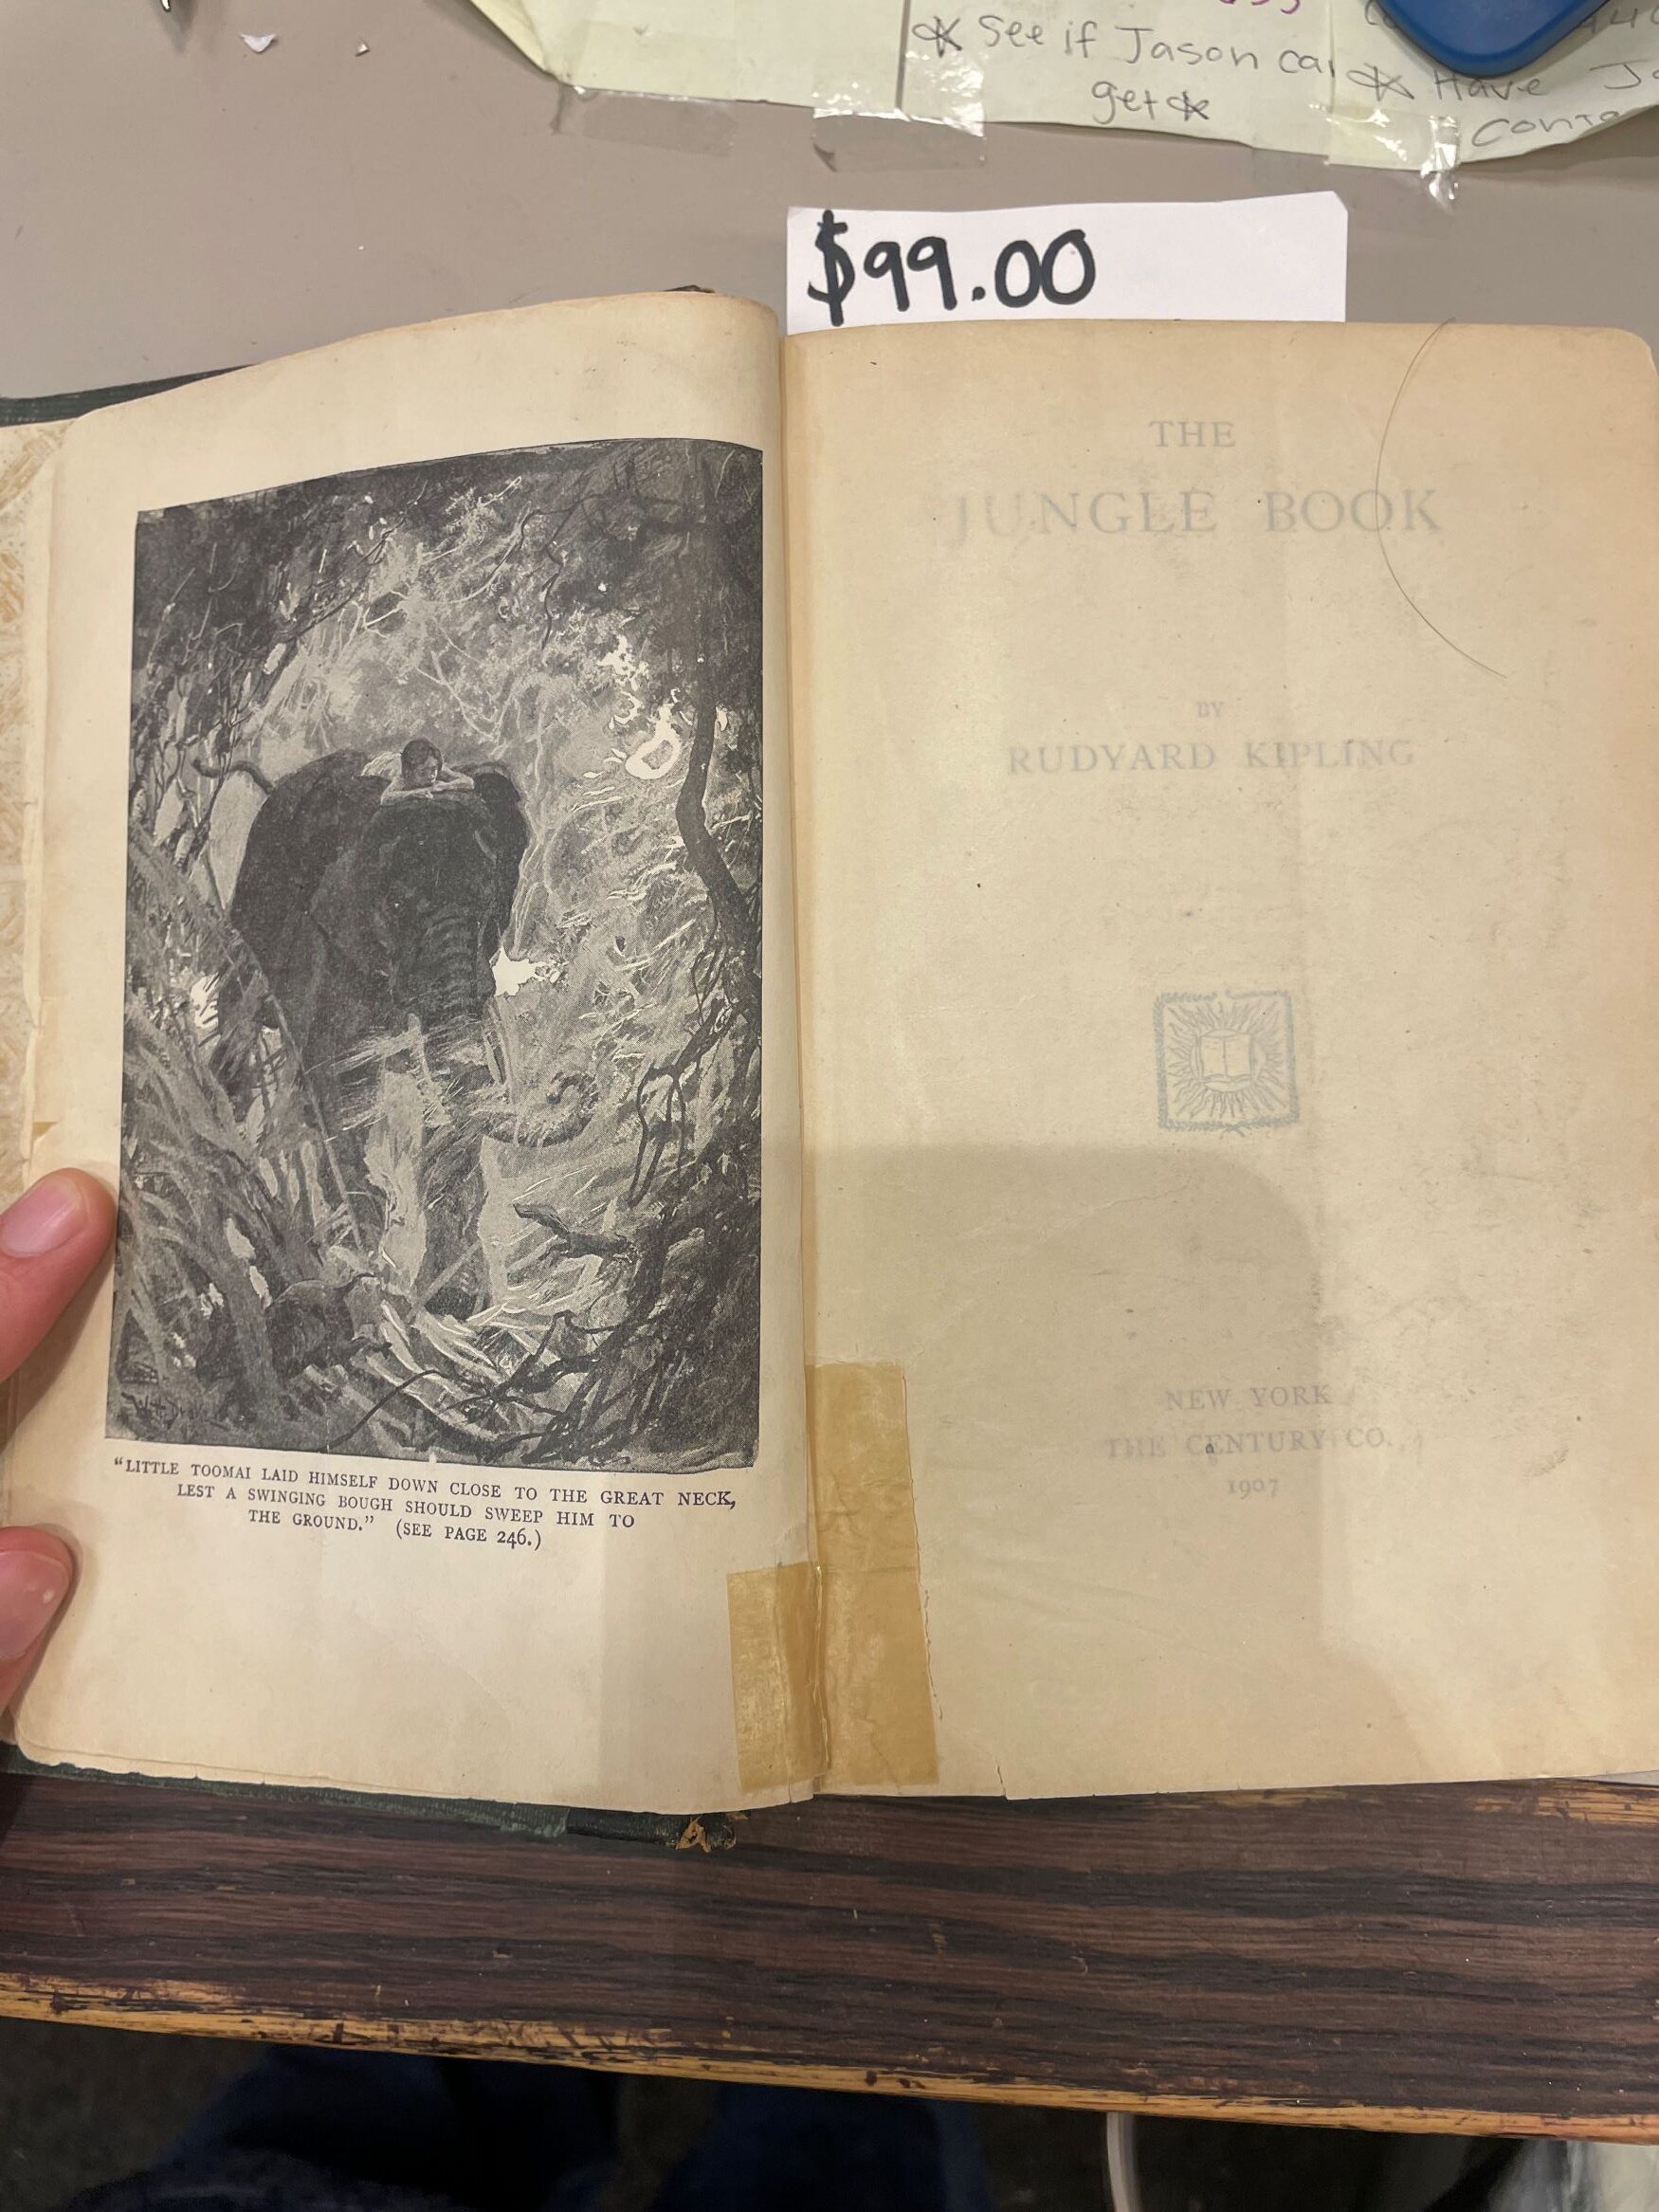 * See if Jason can
get *
* Have
$99.00
THE
JUNGLE BOOK
BY
RUDYARD KIPLING
NEW YORK
THE CENTURY CO.
1907
"LITTLE TOOMAI LAID HIMSELF DOWN CLOSE TO THE GREAT NECK,
LEST A SWINGING BOUGH SHOULD SWEEP HIM TO
THE GROUND." (SEE PAGE 246.)